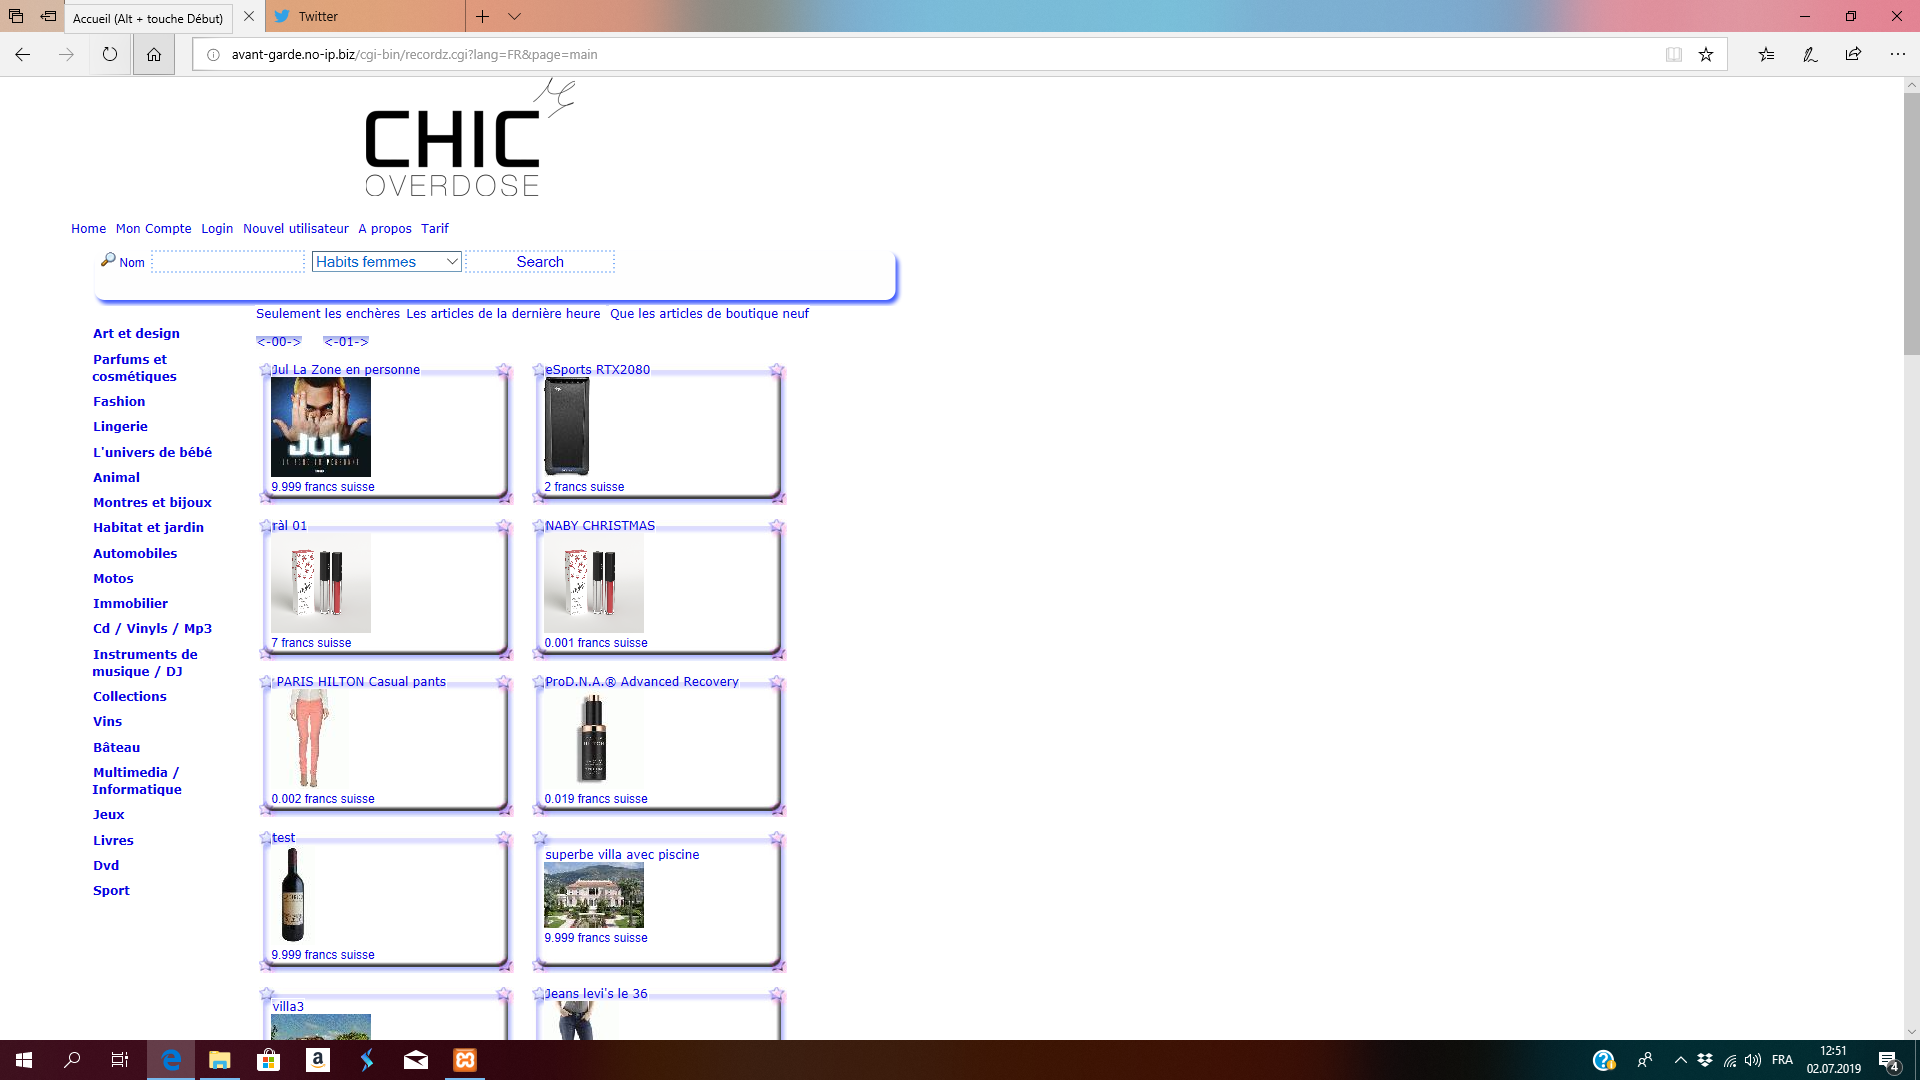 Accueil (Alt + touche Début)
Twitter
avant-garde.no-ip.biz/cgi-bin/recordz.cgi?lang=FR&page=main
CHIC
OVERDOSE
Home Mon Compte Login Nouvel utilisateur A propos Tarif
Nom Habits femmes Search
Seulement les enchères Les articles de la dernière heure Que les articles de boutique neuf
<-00-> <-01->
Art et design
Parfums et
cosmétiques
Fashion
Lingerie
L'univers de bébé
Animal
Montres et bijoux
Habitat et jardin
Automobiles
Motos
Immobilier
Cd / Vinyls / Mp3
Instruments de
musique / DJ
Collections
Vins
Bâteau
Multimedia /
Informatique
Jeux
Livres
Dvd
Sport
Jul La Zone en personne
JUL
9.999 francs suisse
eSports RTX2080
2 francs suisse
ràl 01
7 francs suisse
NABY CHRISTMAS
0.001 francs suisse
PARIS HILTON Casual pants
0.002 francs suisse
ProD.N.A.® Advanced Recovery
0.019 francs suisse
test
9.999 francs suisse
superbe villa avec piscine
9.999 francs suisse
villa3
Jeans levi's le 36
FRA
12:51
02.07.2019
4